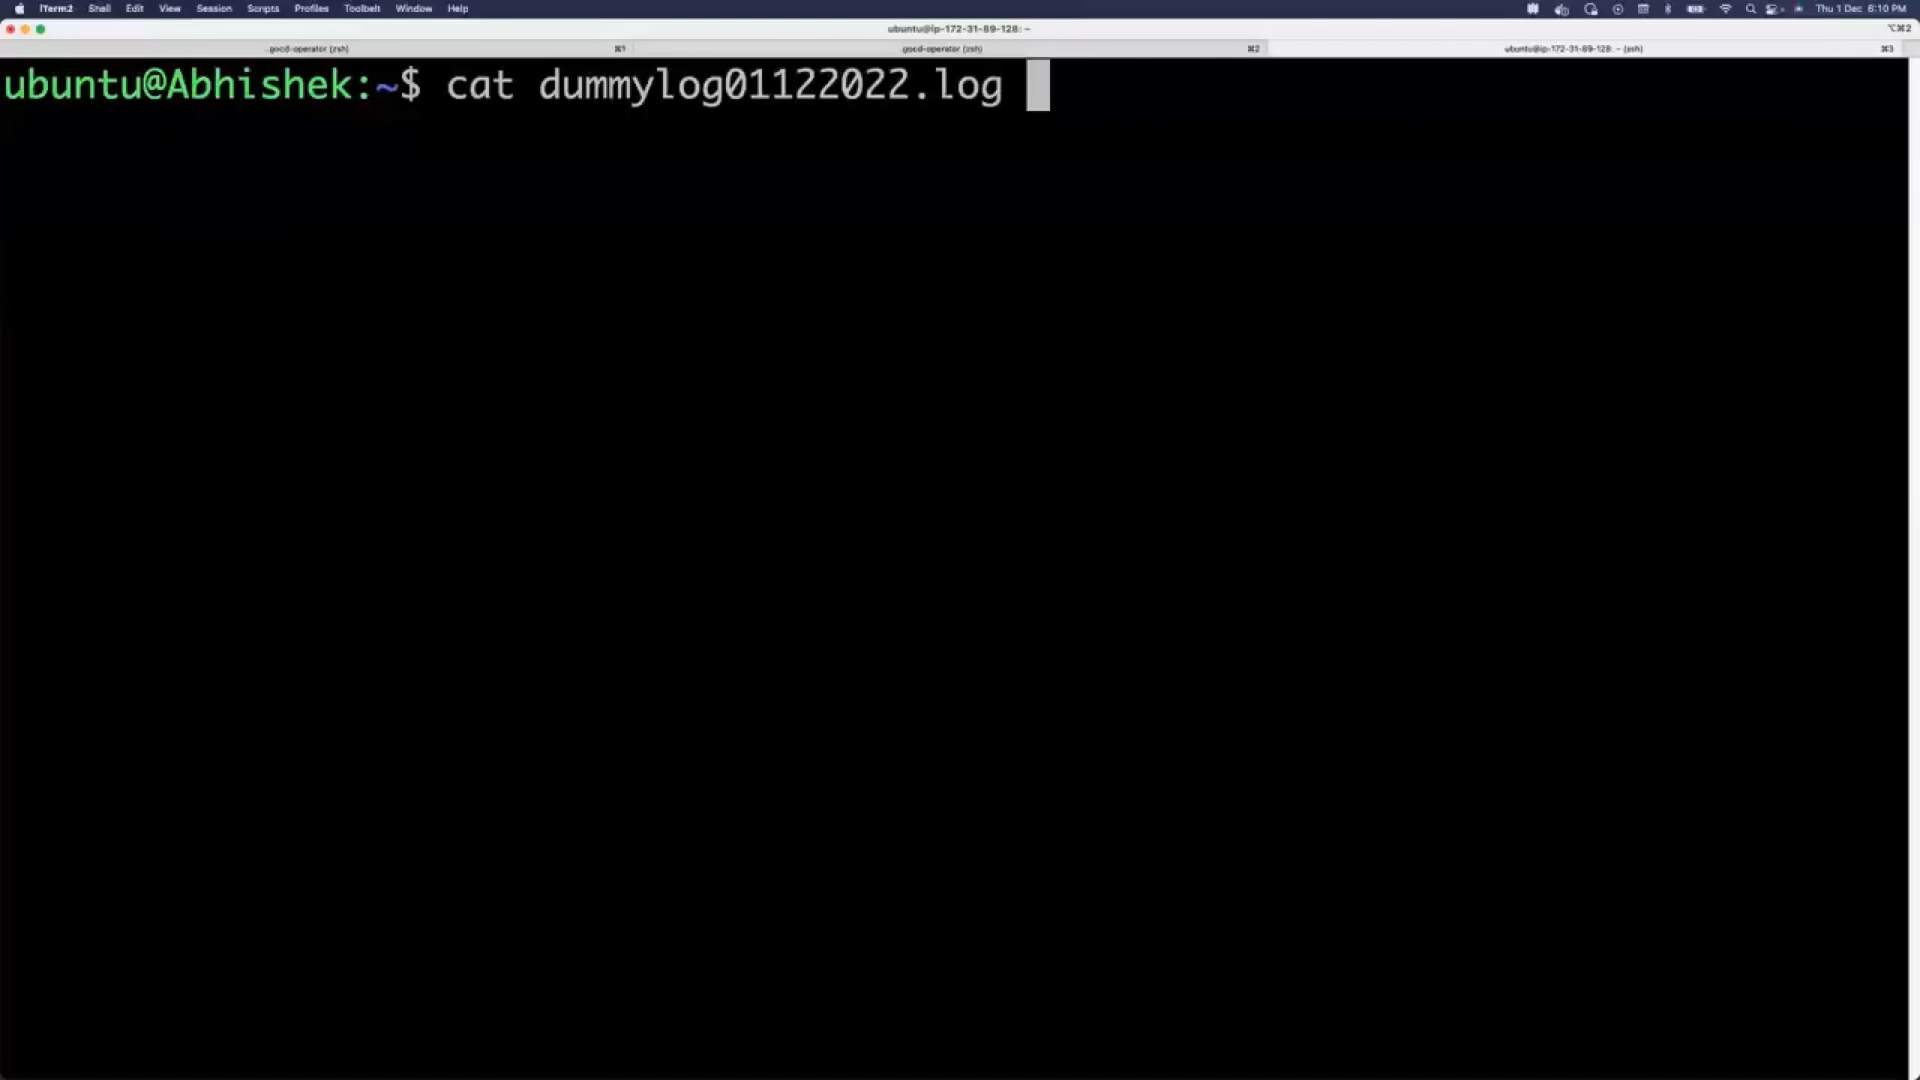 iTerm2 Shell Edit View Session Scripts Profiles Toolbelt Window Help Thu 1 Dec 6:10 PM
ubuntu@ip-172-31-89-128: ~ ⌥⌘2
..gocd-operator (zsh) ⌘1 gocd-operator (zsh) ⌘2 ubuntu@ip-172-31-89-128: ~ (ssh) ⌘3
ubuntu@Abhishek:~$ cat dummylog01122022.log